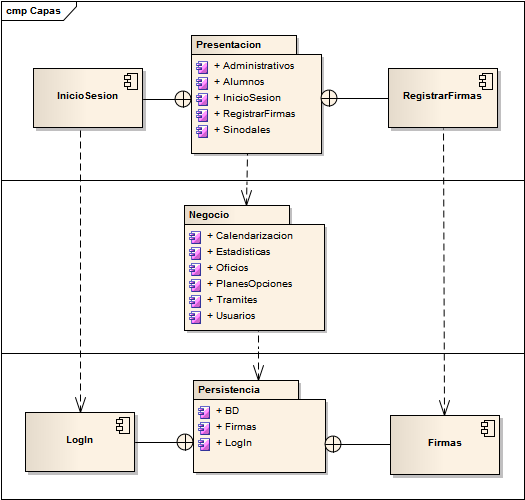 cmp Capas
Presentacion
+ Administrativos
+ Alumnos
+ InicioSesion
+ RegistrarFirmas
+ Sinodales
InicioSesion
RegistrarFirmas
Negocio
+ Calendarizacion
+ Estadisticas
+ Oficios
+ PlanesOpciones
+ Tramites
+ Usuarios
Persistencia
+ BD
+ Firmas
+ LogIn
LogIn
Firmas